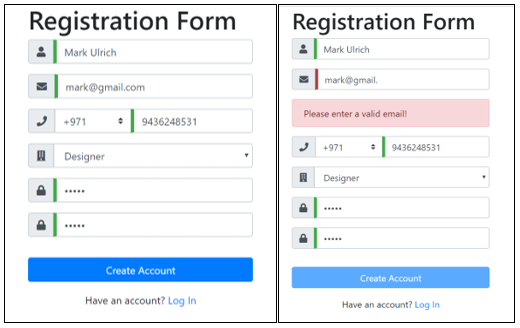 Registration Form
Mark Ulrich
mark@gmail.com
+971 9436248531
Designer
•••••
•••••
Create Account
Have an account? Log In
Registration Form
Mark Ulrich
mark@gmail.
Please enter a valid email!
+971 9436248531
Designer
•••••
•••••
Create Account
Have an account? Log In